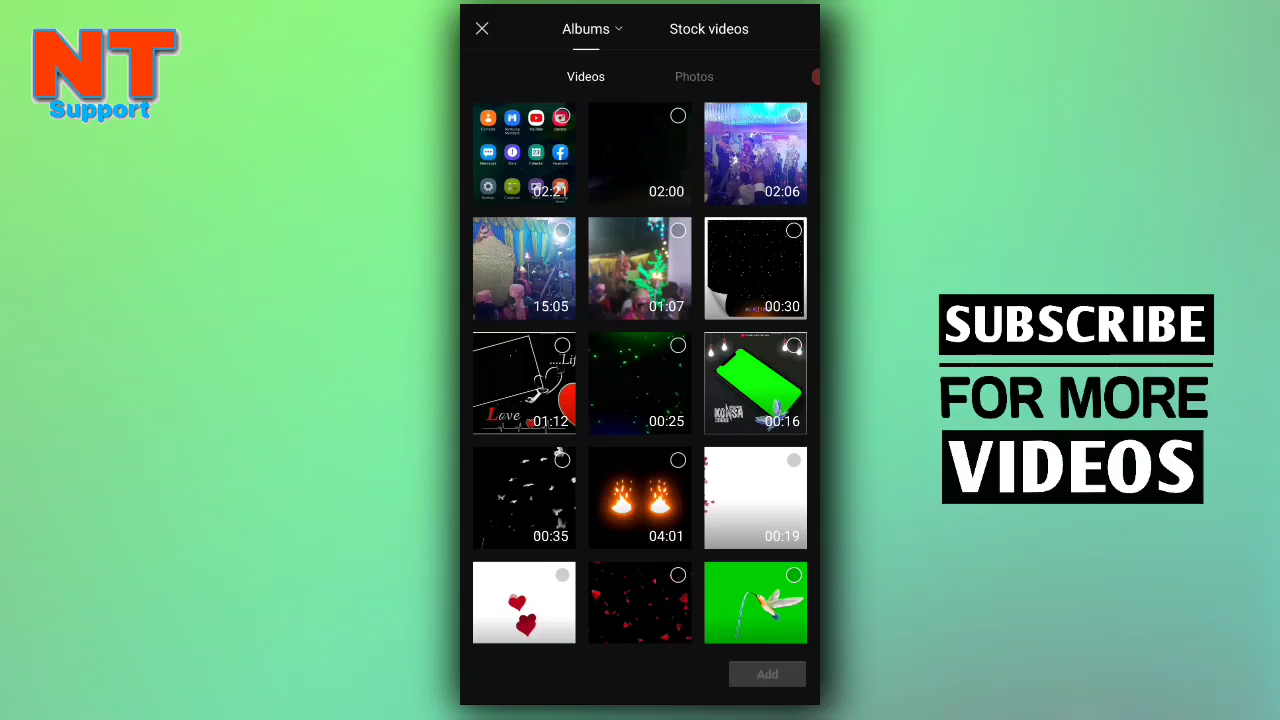 NT
Support
Albums
Stock videos
Videos
Photos
02:21
02:00
02:06
15:05
01:07
00:30
....Lif
Love
01:12
00:25
00:16
00:35
04:01
00:19
Add
SUBSCRIBE
FOR MORE
VIDEOS